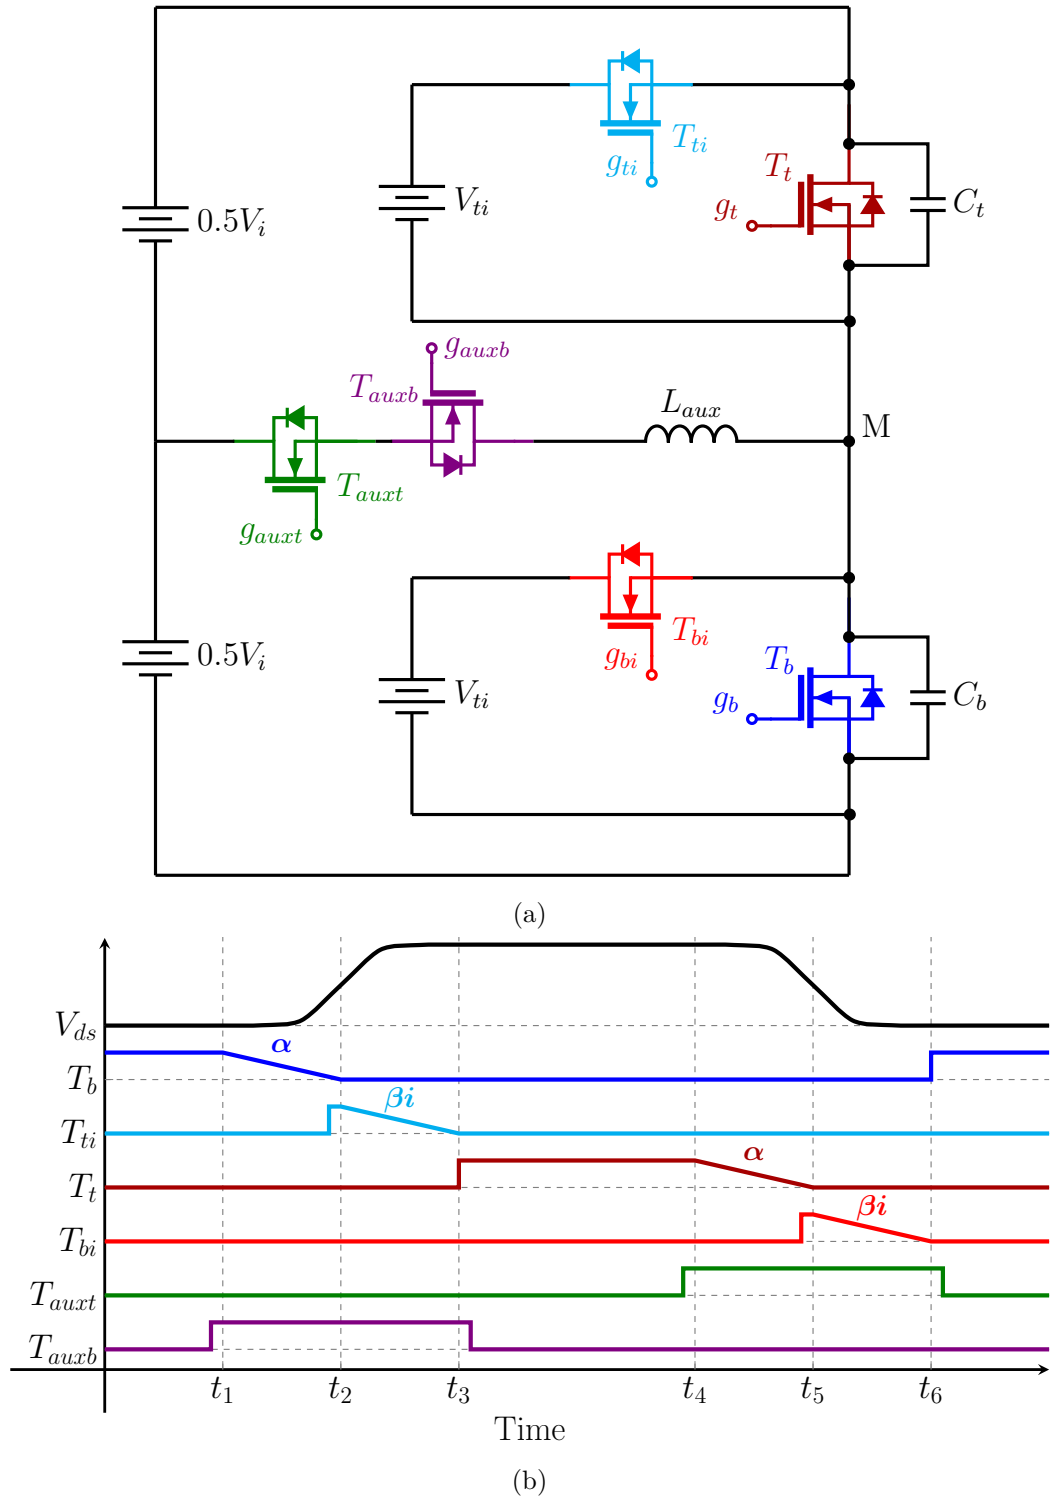 T_ti
g_ti
T_t
V_ti
C_t
g_t
0.5V_i
g_auxb
T_auxb
L_aux
M
T_auxt
g_auxt
T_bi
0.5V_i
g_bi
T_b
V_ti
g_b
C_b
(a)
V_ds
α
T_b
βi
T_ti
α
T_t
βi
T_bi
T_auxt
T_auxb
t_1 t_2 t_3 t_4 t_5 t_6
Time
(b)